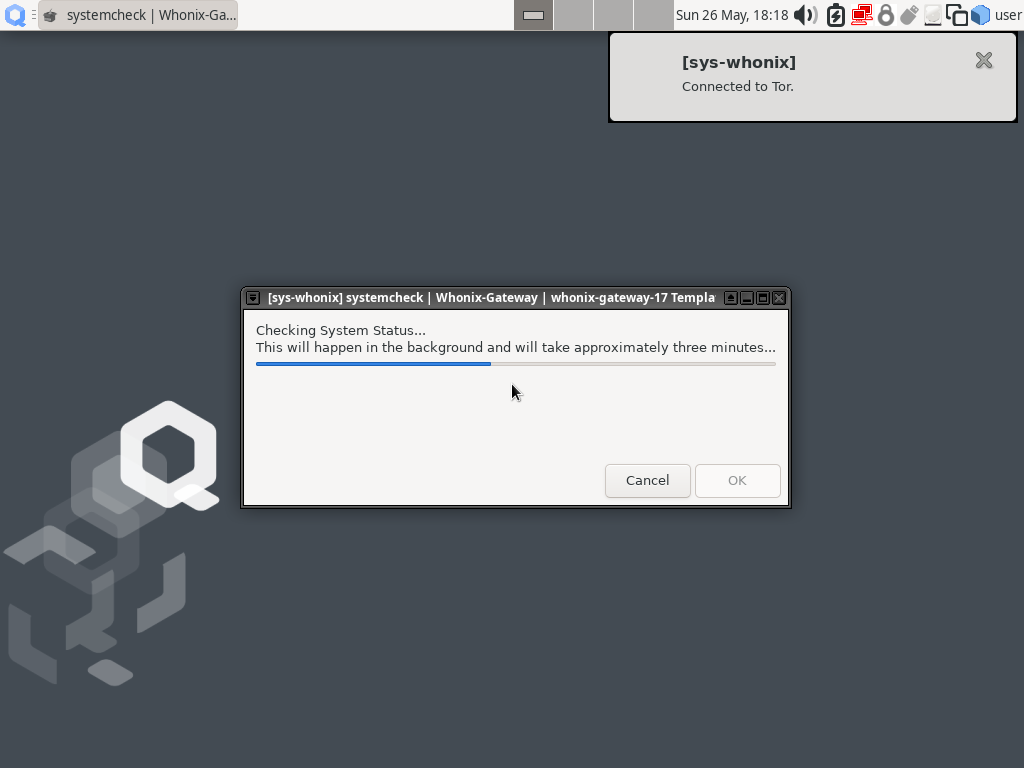 systemcheck | Whonix-Ga...
Sun 26 May, 18:18
user
[sys-whonix]
Connected to Tor.
[sys-whonix] systemcheck | Whonix-Gateway | whonix-gateway-17 Templa
Checking System Status...
This will happen in the background and will take approximately three minutes...
Cancel
OK